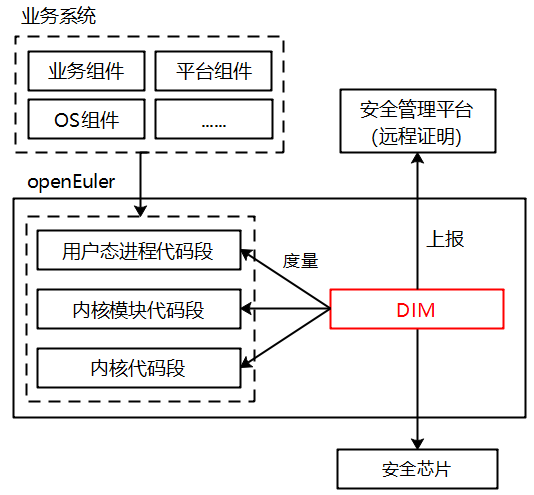 业务系统
业务组件
平台组件
OS组件
......
安全管理平台
（远程证明）
openEuler
上报
用户态进程代码段
度量
内核模块代码段
DIM
内核代码段
安全芯片